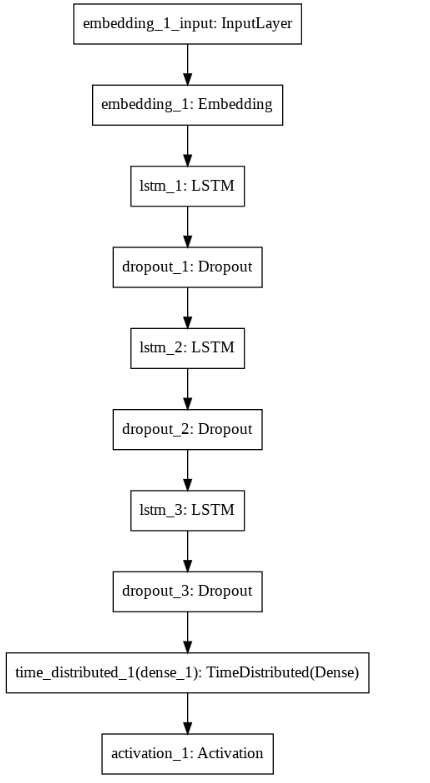 embedding_1_input: InputLayer
embedding_1: Embedding
lstm_1: LSTM
dropout_1: Dropout
lstm_2: LSTM
dropout_2: Dropout
lstm_3: LSTM
dropout_3: Dropout
time_distributed_1(dense_1): TimeDistributed(Dense)
activation_1: Activation